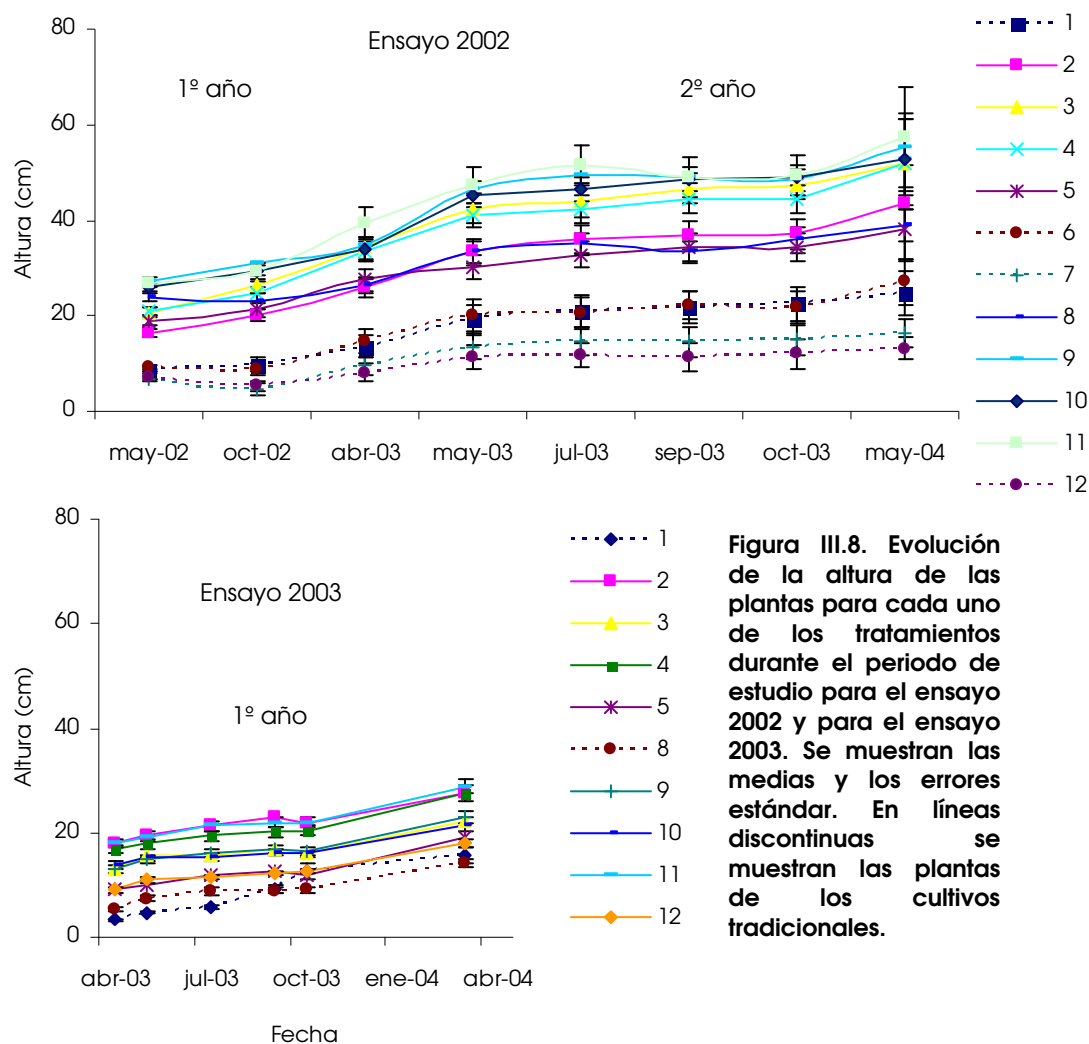 80
60
40
20
0
Altura (cm)
Ensayo 2002
1º año
2º año
may-02 oct-02 abr-03 may-03 jul-03 sep-03 oct-03 may-04
1
2
3
4
5
6
7
8
9
10
11
12
80
60
40
20
0
Altura (cm)
Ensayo 2003
1º año
abr-03 jul-03 oct-03 ene-04 abr-04
Fecha
1
2
3
4
5
8
9
10
11
12
Figura III.8. Evolución
de la altura de las
plantas para cada uno
de los tratamientos
durante el periodo de
estudio para el ensayo
2002 y para el ensayo
2003. Se muestran las
medias y los errores
estándar. En líneas
discontinuas se
muestran las plantas
de los cultivos
tradicionales.